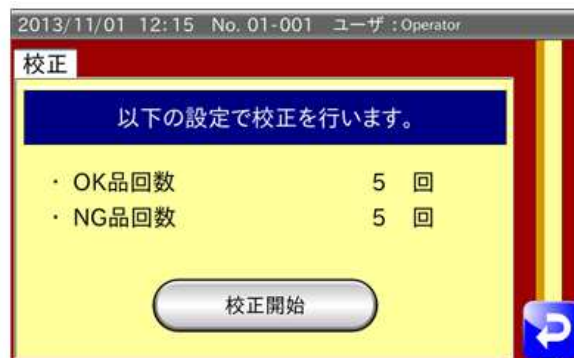 2013/11/01 12:15 No. 01-001 ユーザ：Operator
校正
以下の設定で校正を行います。
・ OK品回数 5 回
・ NG品回数 5 回
校正開始